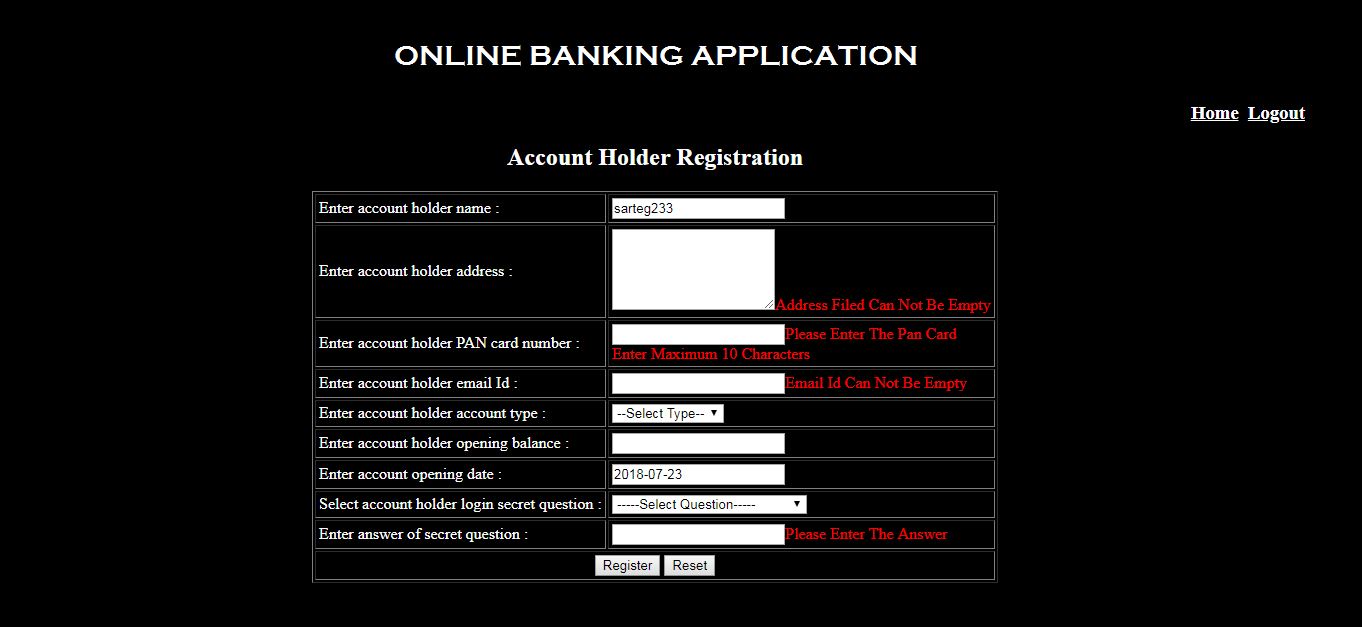 ONLINE BANKING APPLICATION
Home Logout
Account Holder Registration
Enter account holder name : sarteg233
Enter account holder address : Address Filed Can Not Be Empty
Enter account holder PAN card number : Please Enter The Pan Card
Enter Maximum 10 Characters
Enter account holder email Id : Email Id Can Not Be Empty
Enter account holder account type : --Select Type--
Enter account holder opening balance :
Enter account opening date : 2018-07-23
Select account holder login secret question : -----Select Question-----
Enter answer of secret question : Please Enter The Answer
Register Reset